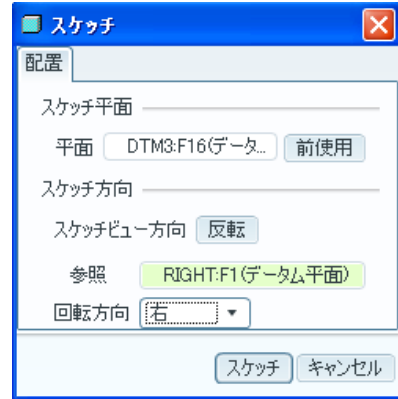 スケッチ
配置
スケッチ平面
平面 DTM3:F16(データ... 前使用
スケッチ方向
スケッチビュー方向 反転
参照 RIGHT:F1(データム平面)
回転方向 右
スケッチ キャンセル